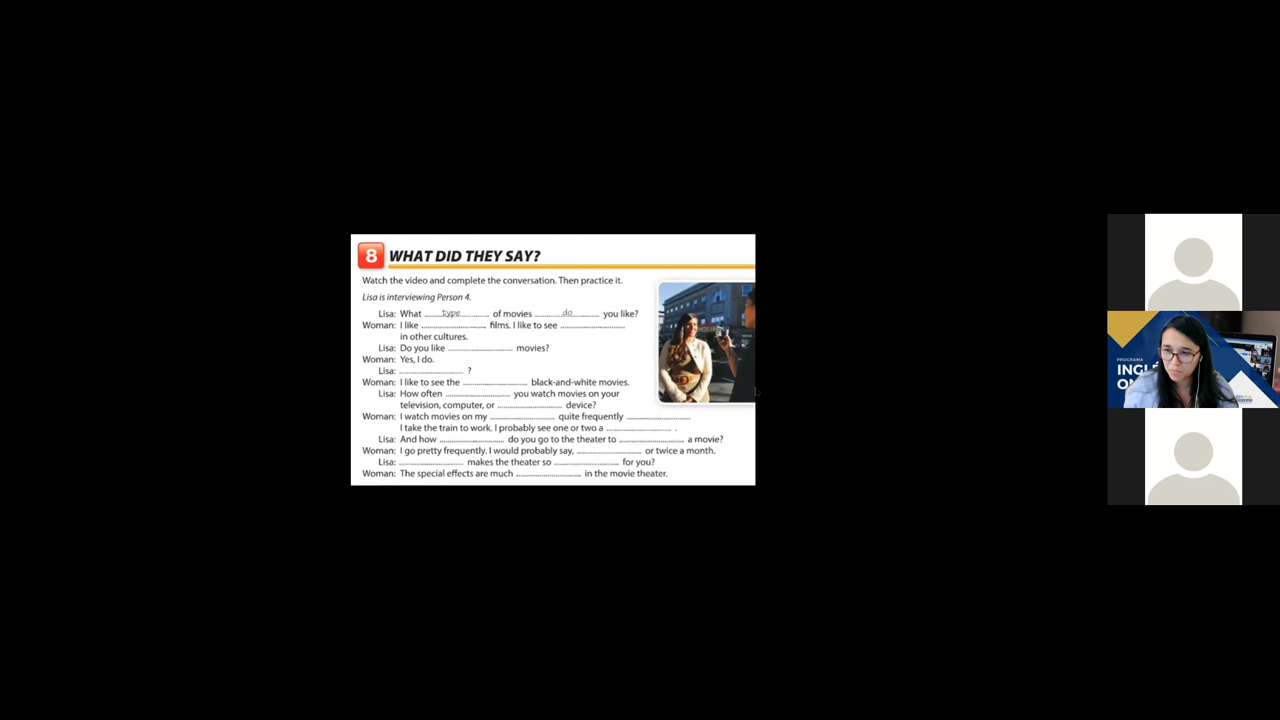 8 WHAT DID THEY SAY?
Watch the video and complete the conversation. Then practice it.
Lisa is interviewing Person 4.
Lisa: What type of movies do you like?
Woman: I like films. I like to see
in other cultures.
Lisa: Do you like movies?
Woman: Yes, I do.
Lisa: ?
Woman: I like to see the black-and-white movies.
Lisa: How often you watch movies on your
television, computer, or device?
Woman: I watch movies on my quite frequently
I take the train to work. I probably see one or two a .
Lisa: And how do you go to the theater to a movie?
Woman: I go pretty frequently. I would probably say, or twice a month.
Lisa: makes the theater so for you?
Woman: The special effects are much in the movie theater.
PROGRAMA